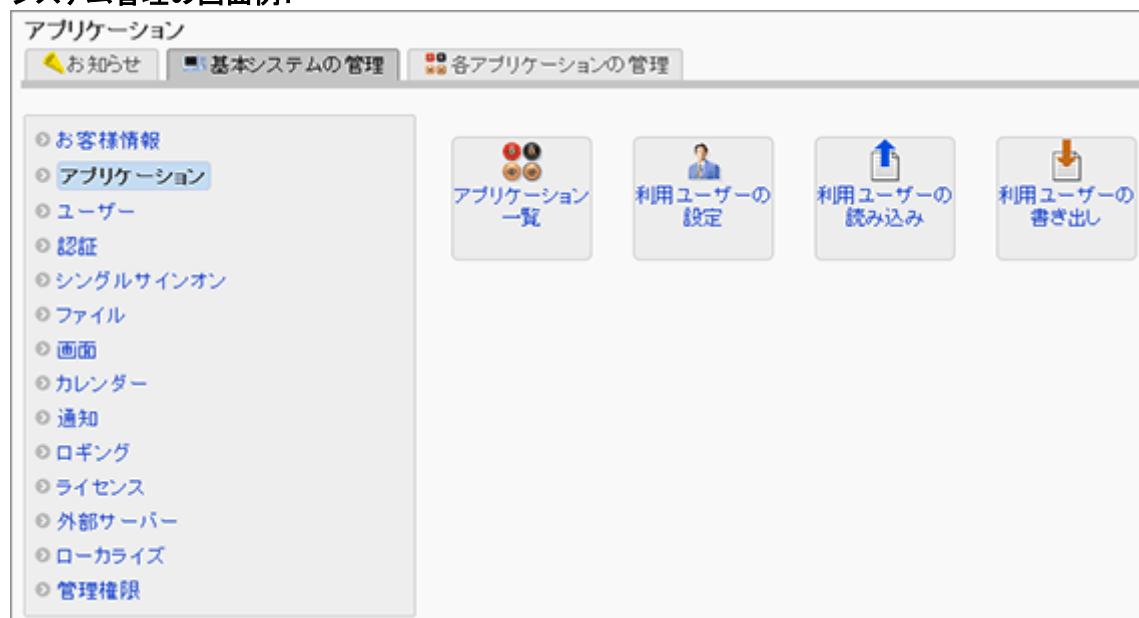 アプリケーション
お知らせ 基本システムの管理 各アプリケーションの管理
お客様情報
アプリケーション
ユーザー
認証
シングルサインオン
ファイル
画面
カレンダー
通知
ロギング
ライセンス
外部サーバー
ローカライズ
管理権限
アプリケーション
一覧
利用ユーザーの
設定
利用ユーザーの
読み込み
利用ユーザーの
書き出し